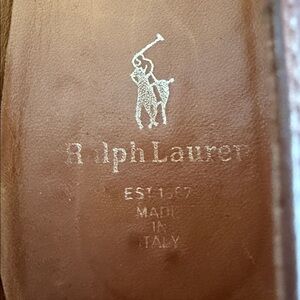 Ralph Lauren
EST 1967
MADE
IN
ITALY